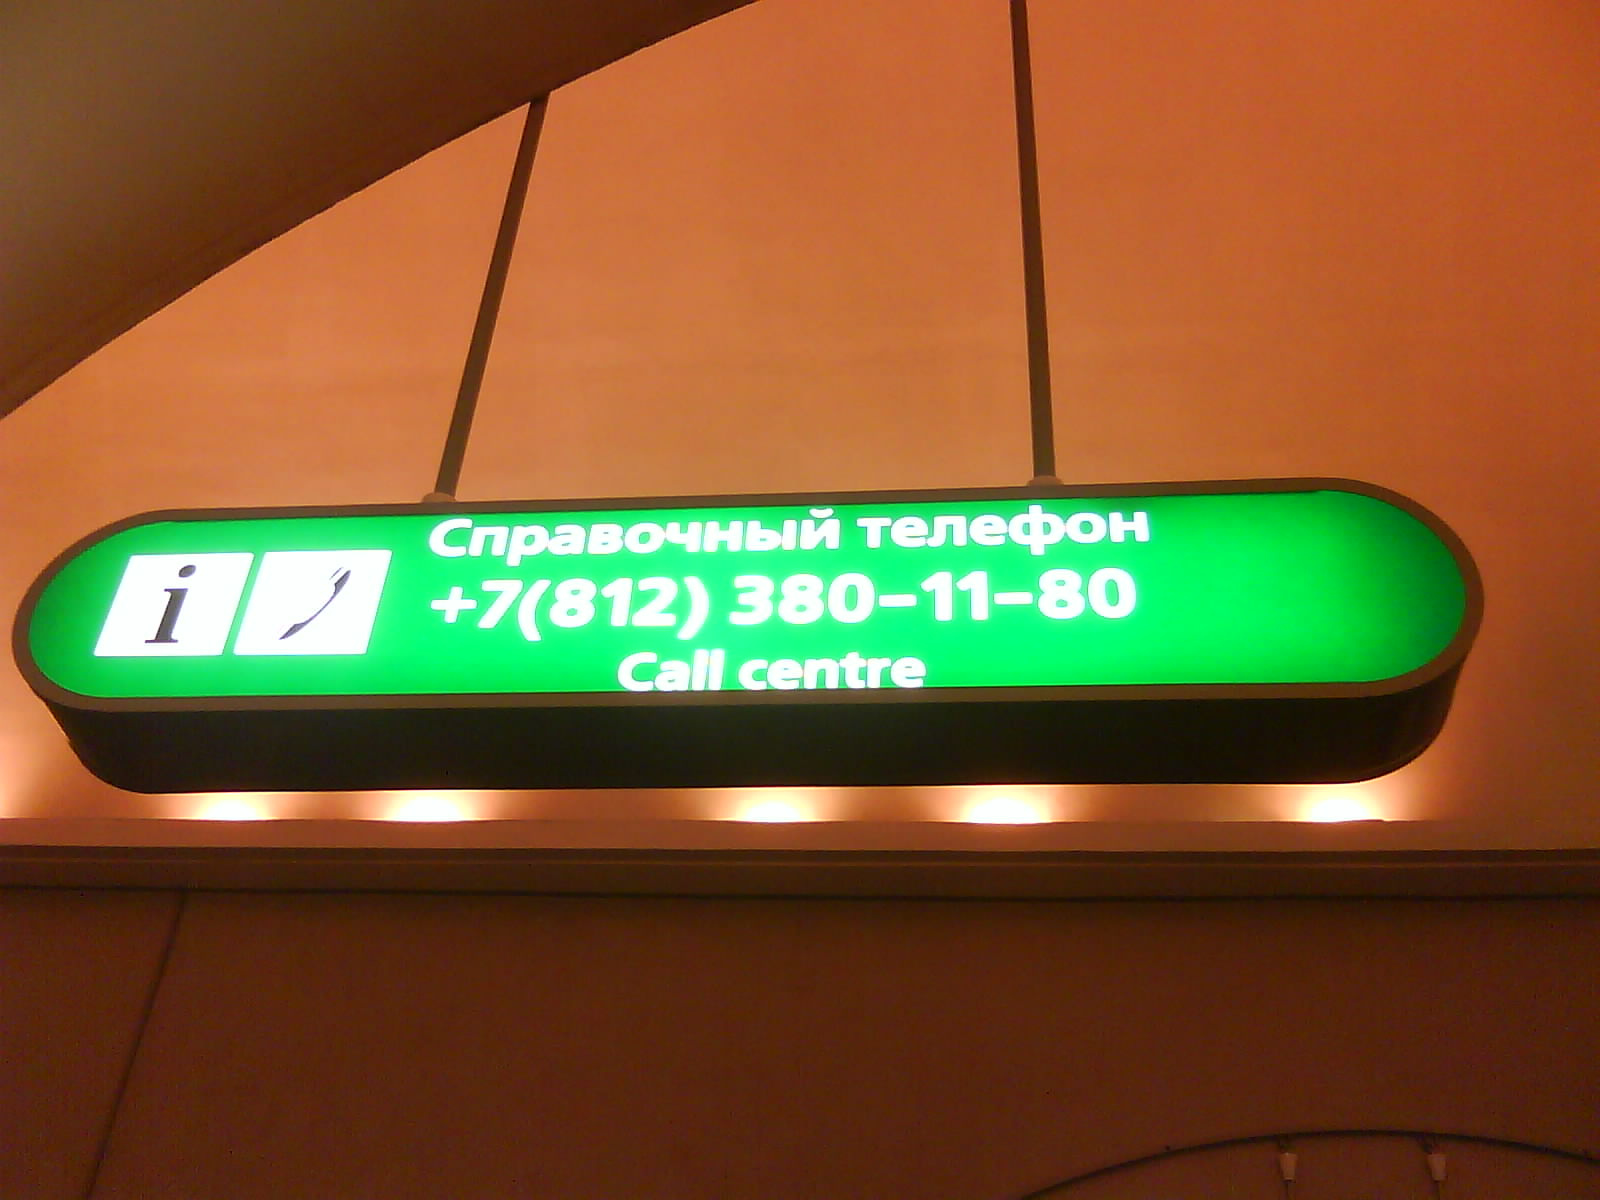 Справочный телефон
+7(812) 380-11-80
Call centre